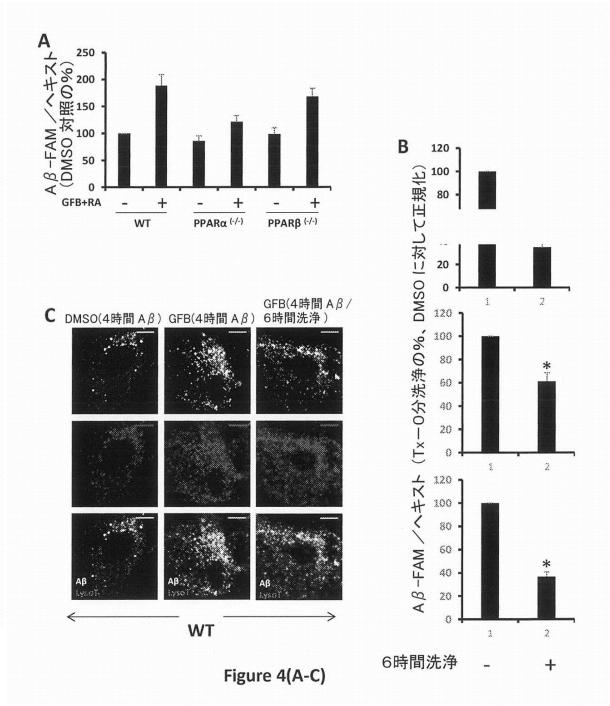 A
Aβ-FAM／ヘキスト
(DMSO 対照の%)
250
200
150
100
50
0
GFB+RA
- + - + - +
WT PPARα(-/-) PPARβ(-/-)
B
Aβ-FAM／ヘキスト (Tx-0分洗浄の%、DMSO に対して正規化)
120
100
80
20
0
1 2
120
100
80
60
40
20
0
*
1 2
120
100
80
60
40
20
0
*
1 2
6時間洗浄 - +
C
DMSO(4時間 Aβ)
GFB(4時間 Aβ)
GFB(4時間 Aβ/
6時間洗浄)
Aβ
LysoT
Aβ
LysoT
Aβ
LysoT
WT
Figure 4(A-C)